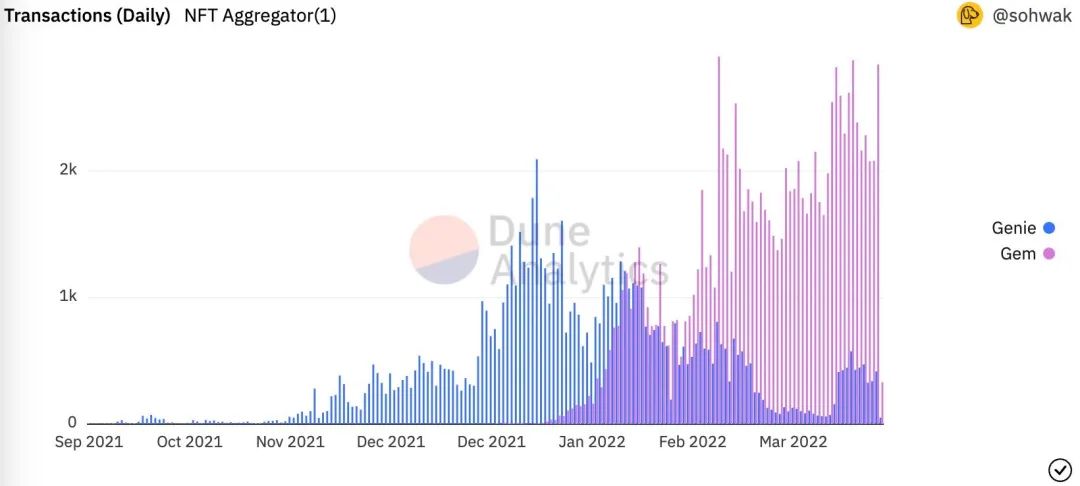 Transactions (Daily) NFT Aggregator(1) @sohwak
2k
1k
0
Sep 2021 Oct 2021 Nov 2021 Dec 2021 Dec 2021 Jan 2022 Feb 2022 Mar 2022
Genie
Gem
Dune
Analytics